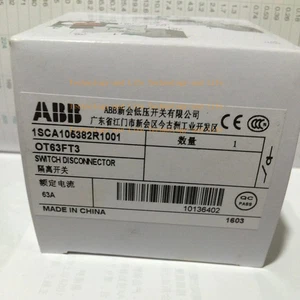 ABB
ABB新会低压开关有限公司
广东省江门市新会区今古洲工业开发区
1SCA105382R1001
OT63FT3
数量 1
SWITCH DISCONNECTOR
隔离开关
额定电流
63A
QC
PASS
10136402
MADE IN CHINA
1603